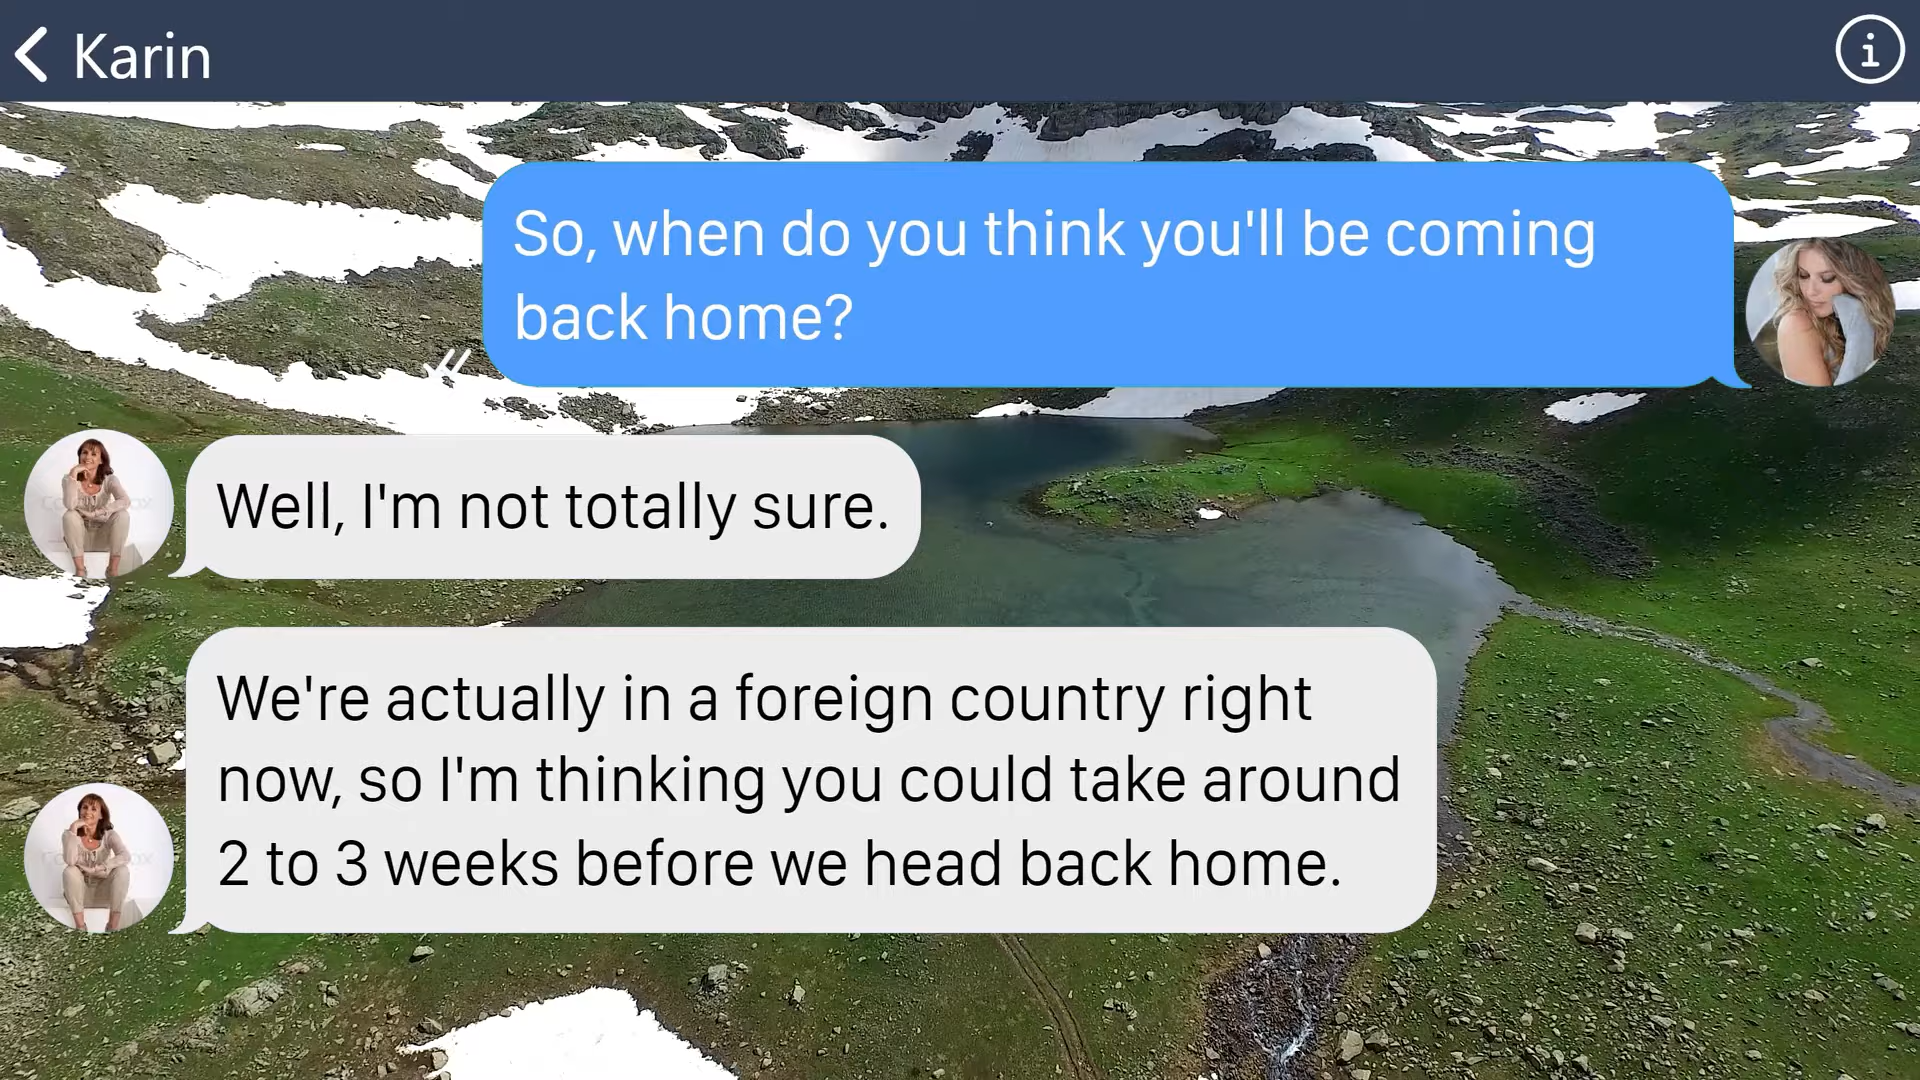 Karin
So, when do you think you'll be coming
back home?
Well, I'm not totally sure.
We're actually in a foreign country right
now, so I'm thinking you could take around
2 to 3 weeks before we head back home.